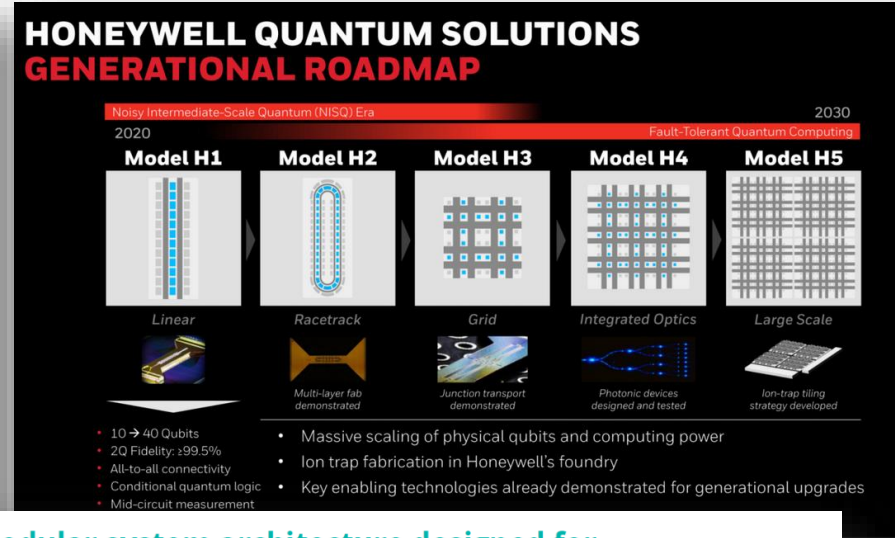 HONEYWELL QUANTUM SOLUTIONS
GENERATIONAL ROADMAP
Noisy Intermediate-Scale Quantum (NISQ) Era
2030
2020
Fault-Tolerant Quantum Computing
Model H1
Model H2
Model H3
Model H4
Model H5
Linear
Racetrack
Grid
Integrated Optics
Large Scale
Multi-layer fab
demonstrated
Junction transport
demonstrated
Photonic devices
designed and tested
Ion-trap tiling
strategy developed
• 10 → 40 Qubits
• 2Q Fidelity: ≥99.5%
• All-to-all connectivity
• Conditional quantum logic
• Mid-circuit measurement
• Massive scaling of physical qubits and computing power
• Ion trap fabrication in Honeywell's foundry
• Key enabling technologies already demonstrated for generational upgrades
system architecture designed for